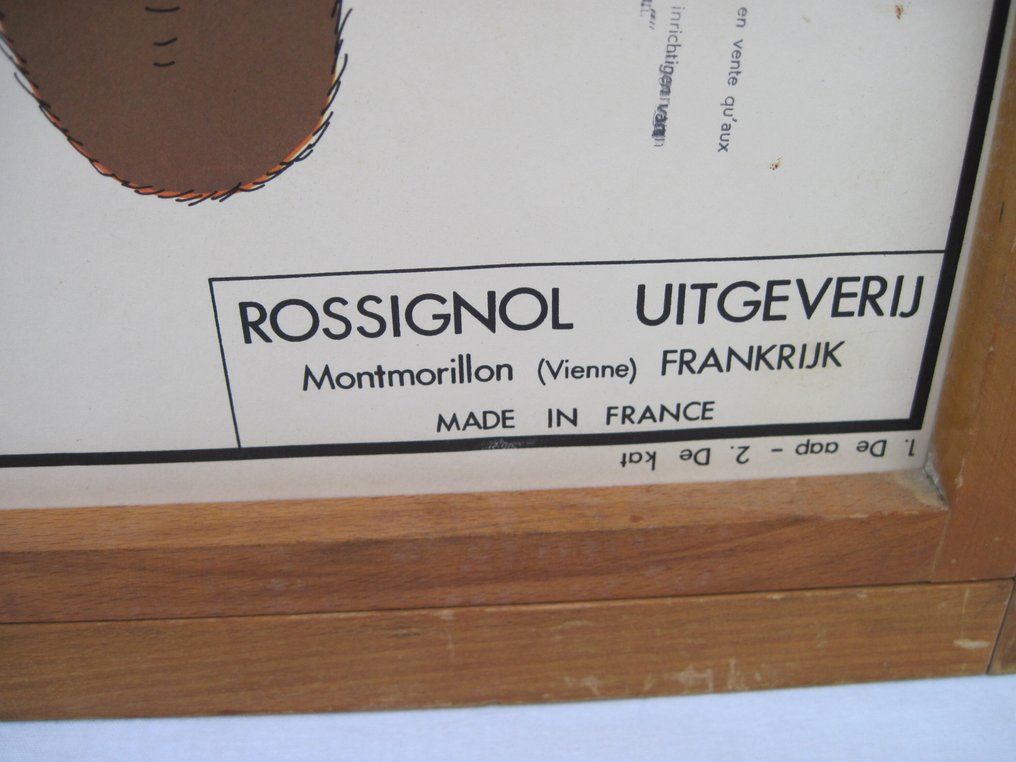 en vente qu'aux
inrichtigen van
ROSSIGNOL UITGEVERIJ
Montmorillon (Vienne) FRANKRIJK
MADE IN FRANCE
1. De aap - 2. De kat